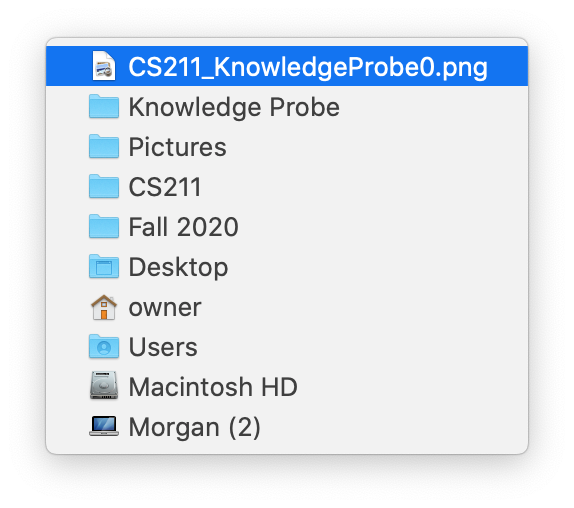 CS211_KnowledgeProbe0.png
Knowledge Probe
Pictures
CS211
Fall 2020
Desktop
owner
Users
Macintosh HD
Morgan (2)